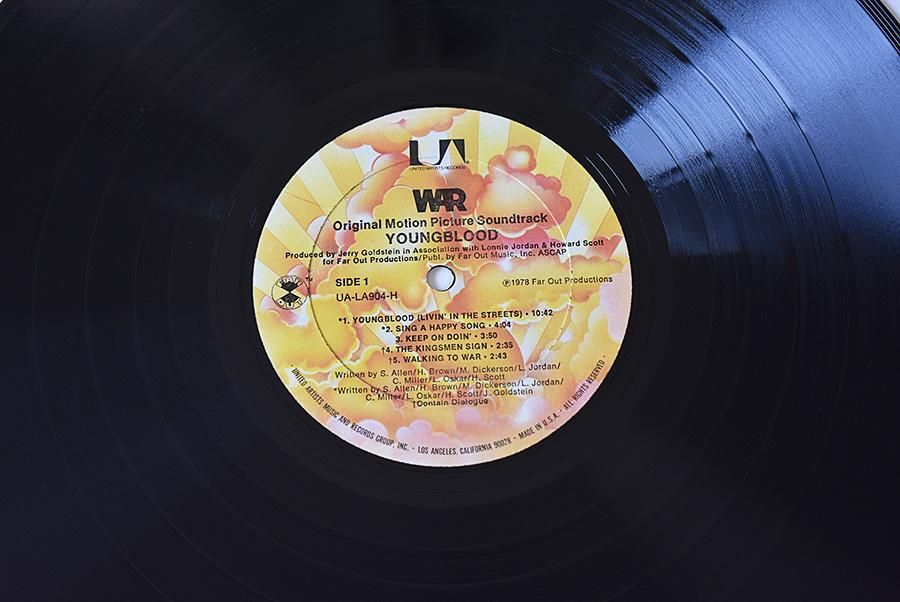 UA
UNITED ARTISTS RECORDS
WAR
Original Motion Picture Soundtrack
YOUNGBLOOD
Produced by Jerry Goldstein in Association with Lonnie Jordan & Howard Scott
for Far Out Productions/Publ. by Far Out Music, Inc. ASCAP
SIDE 1
UA-LA904-H
FAR OUT TM
℗1978 Far Out Productions
*1. YOUNGBLOOD (LIVIN' IN THE STREETS) • 10:42
*2. SING A HAPPY SONG • 4:04
3. KEEP ON DOIN' • 3:50
†4. THE KINGSMEN SIGN • 2:35
†5. WALKING TO WAR • 2:43
Written by S. Allen/H. Brown/M. Dickerson/L. Jordan/
C. Miller/L. Oskar/H. Scott
*Written by S. Allen/H. Brown/M. Dickerson/L. Jordan/
C. Miller/L. Oskar/H. Scott/J. Goldstein
†Contain Dialogue
• UNITED ARTISTS MUSIC AND RECORDS GROUP, INC. • LOS ANGELES, CALIFORNIA 90028 • MADE IN U.S.A. • ALL RIGHTS RESERVED •